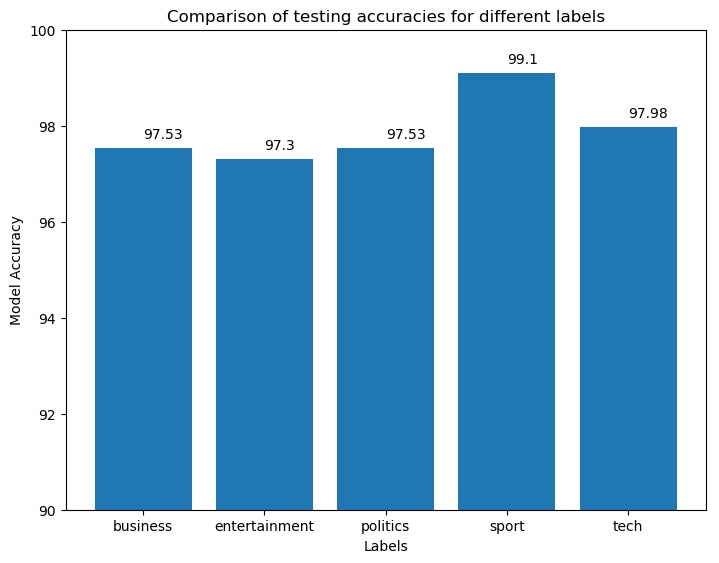 Comparison of testing accuracies for different labels
100
98
96
94
92
90
Model Accuracy
97.53
97.3
97.53
99.1
97.98
business
entertainment
politics
sport
tech
Labels